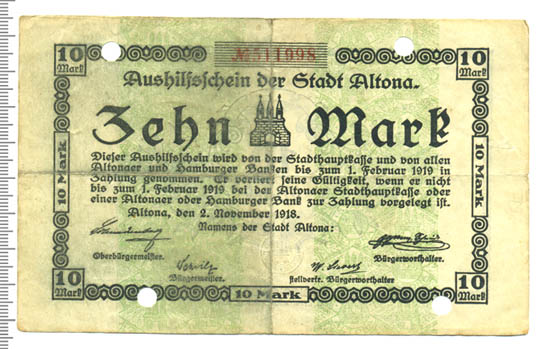 № 511098
10 Mark
10 Mark
Aushilfsschein der Stadt Altona.
Zehn Mark
Dieser Aushilfsschein wird von der Stadthauptkasse und von allen
Altonaer und Hamburger Banken bis zum 1. Februar 1919 in
Zahlung genommen. Er verliert seine Gültigkeit, wenn er nicht
bis zum 1. Februar 1919 bei der Altonaer Stadthauptkasse oder
einer Altonaer oder Hamburger Bank zur Zahlung vorgelegt ist.
Altona, den 2. November 1918.
Namens der Stadt Altona:
10 Mark
10 Mark
Oberbürgermeister.
Bürgermeister.
stellvertr. Bürgerworthalter.
Bürgerworthalter.
10 Mark
10 Mark
10 Mark